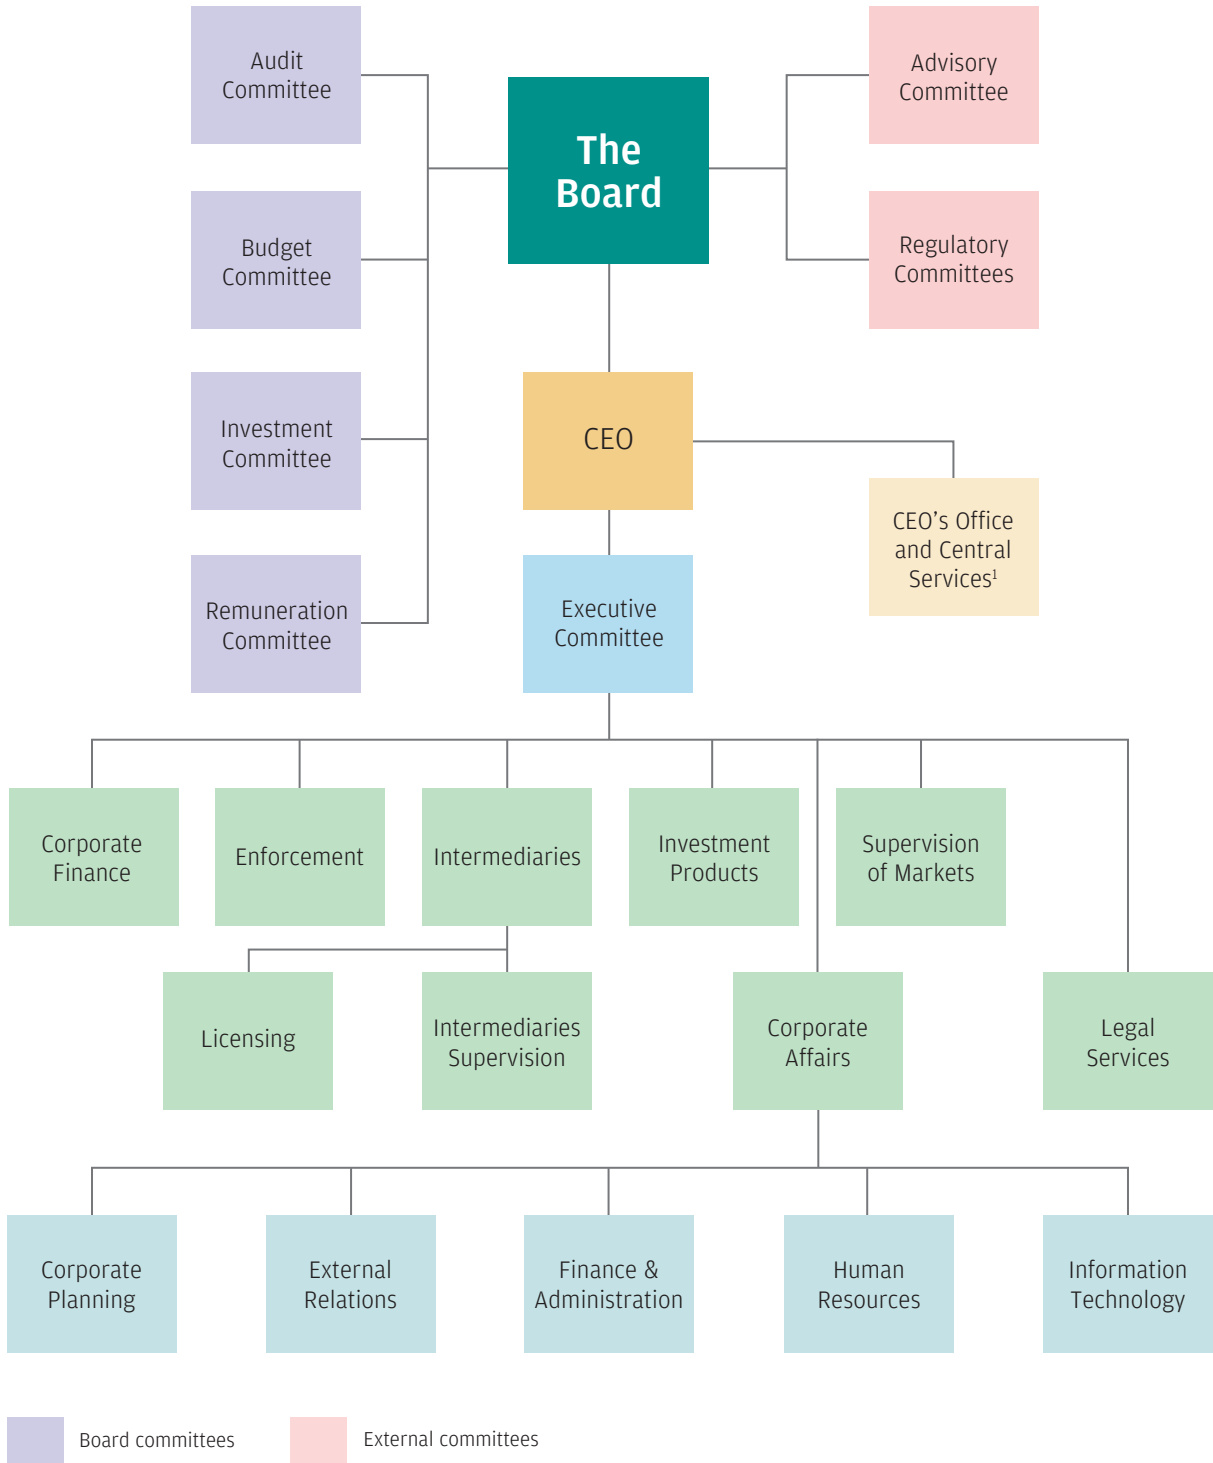 Audit
Committee
The
Board
Advisory
Committee
Budget
Committee
Regulatory
Committees
Investment
Committee
CEO
CEO’s Office
and Central
Services¹
Remuneration
Committee
Executive
Committee
Corporate
Finance
Enforcement
Intermediaries
Investment
Products
Supervision
of Markets
Licensing
Intermediaries
Supervision
Corporate
Affairs
Legal
Services
Corporate
Planning
External
Relations
Finance &
Administration
Human
Resources
Information
Technology
Board committees
External committees